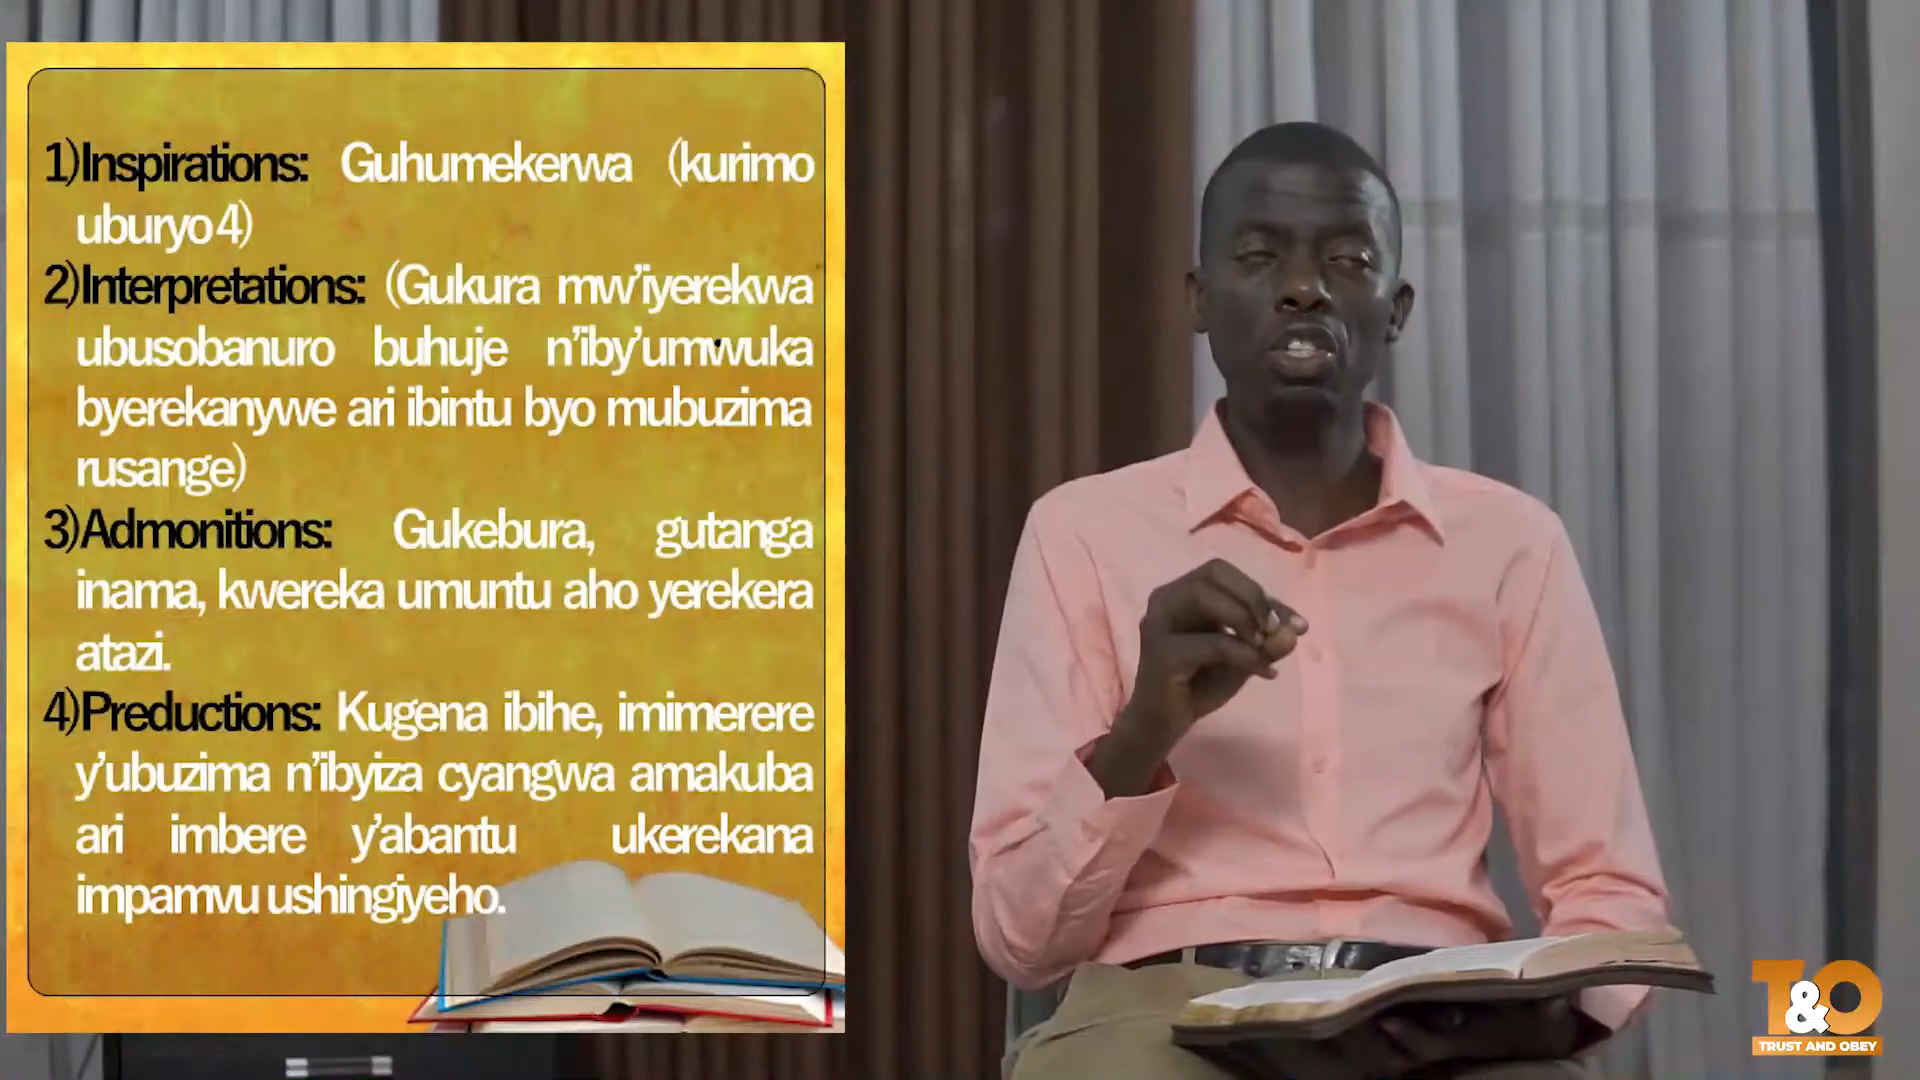 1)Inspirations: Guhumekerwa (kurimo
uburyo 4)
2)Interpretations: (Gukura mw'iyerekwa
ubusobanuro buhuje n'iby'umwuka
byerekanywe ari ibintu byo mubuzima
rusange)
3)Admonitions: Gukebura, gutanga
inama, kwereka umuntu aho yerekera
atazi.
4)Preductions: Kugena ibihe, imimerere
y'ubuzima n'ibyiza cyangwa amakuba
ari imbere y'abantu ukerekana
impamvu ushingiyeho.
T&O
TRUST AND OBEY